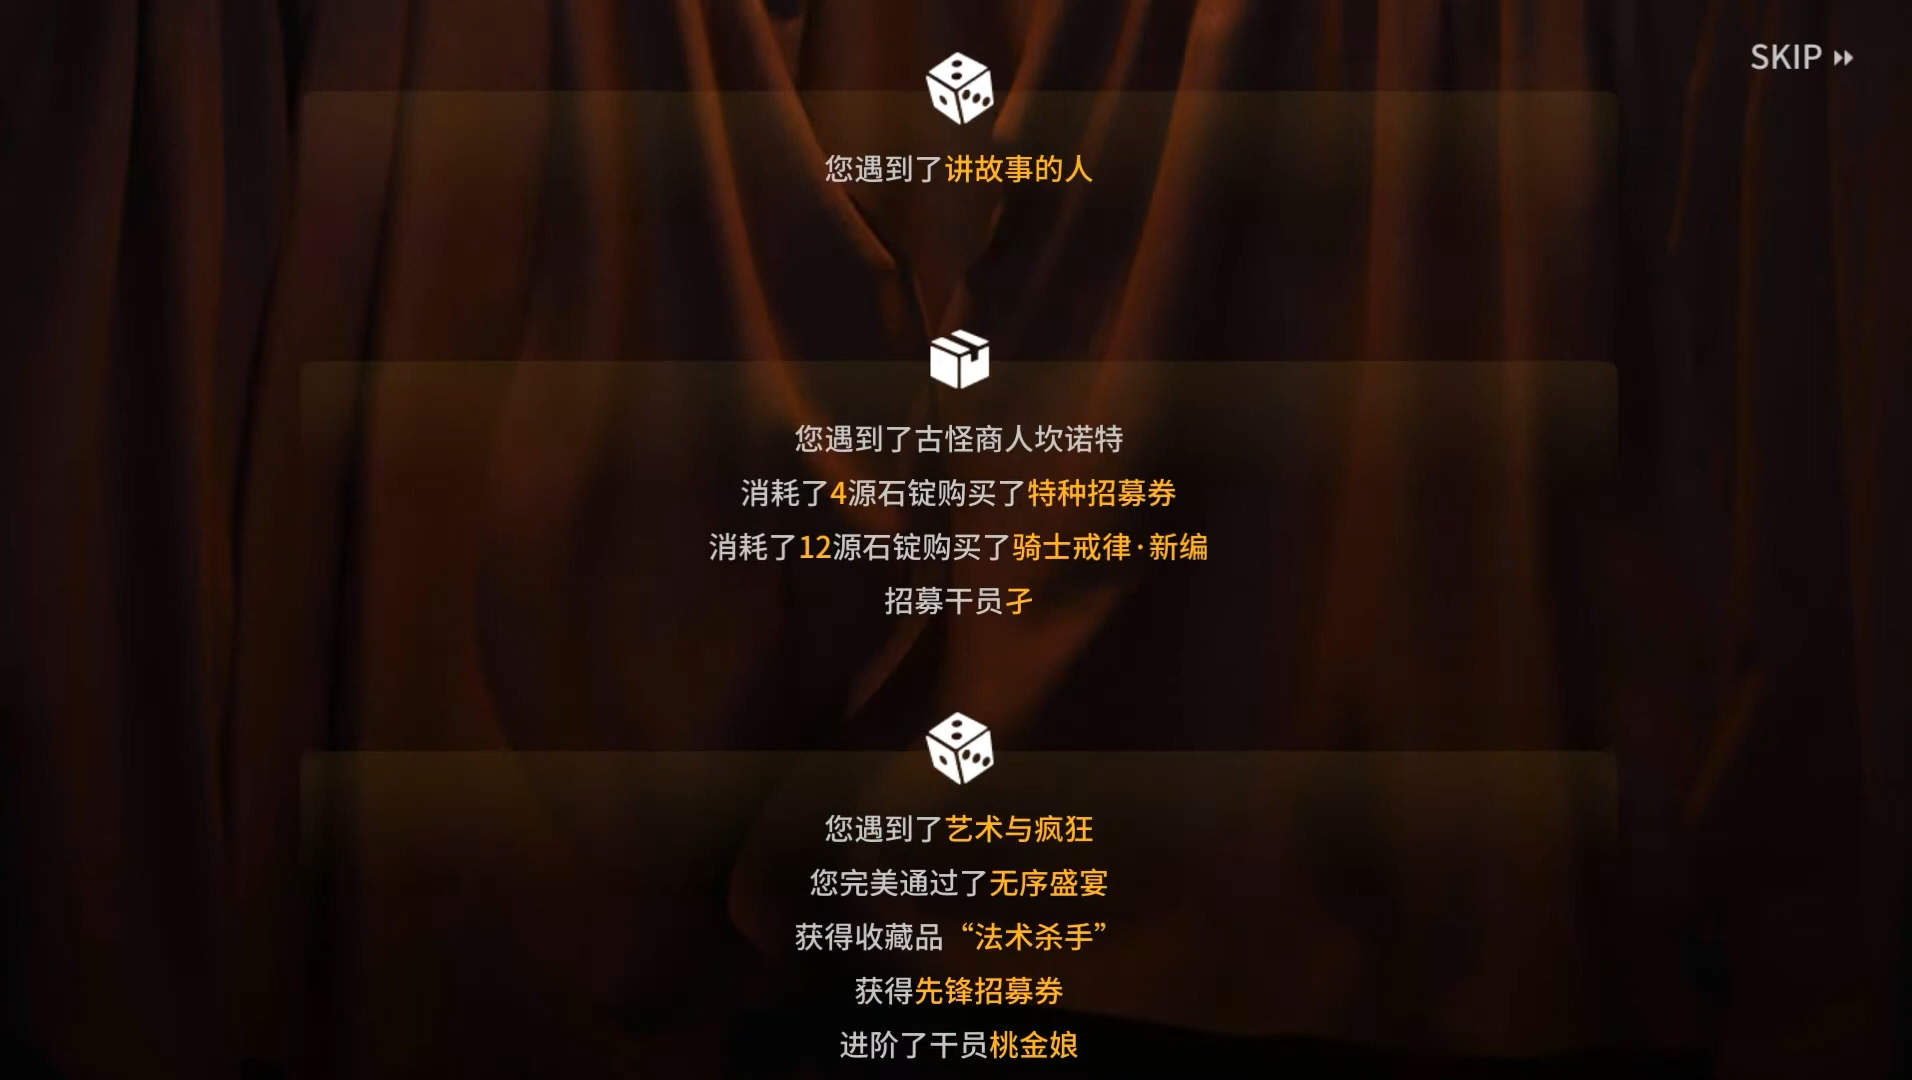 SKIP
您遇到了讲故事的人
您遇到了古怪商人坎诺特
消耗了4源石锭购买了特种招募券
消耗了12源石锭购买了骑士戒律·新编
招募干员孑
您遇到了艺术与疯狂
您完美通过了无序盛宴
获得收藏品“法术杀手”
获得先锋招募券
进阶了干员桃金娘